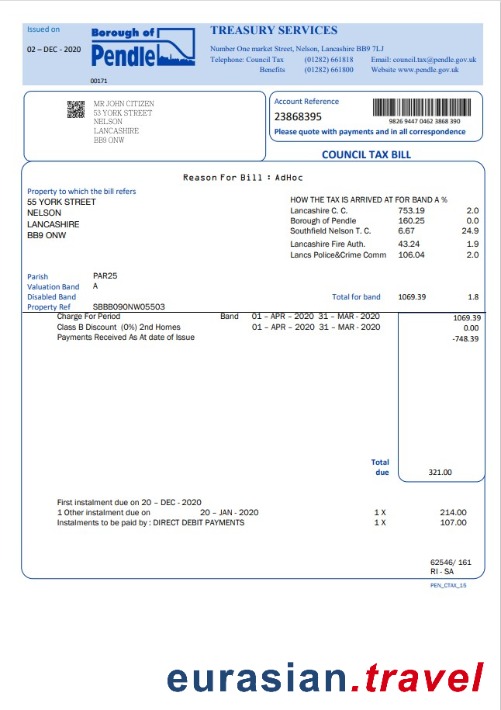 Issued on
02 – DEC - 2020
Borough of
Pendle
00171
TREASURY SERVICES
Number One market Street, Nelson, Lancashire BB9 7LJ
Telephone: Council Tax (01282) 661818 Email: council.tax@pendle.gov.uk
Benefits (01282) 661800 Website www.pendle.gov.uk
MR JOHN CITIZEN
53 YORK STREET
NELSON
LANCASHIRE
BB9 ONW
Account Reference
23868395
9826 9447 0462 3868 390
Please quote with payments and in all correspondence
COUNCIL TAX BILL
Reason For Bill : AdHoc
Property to which the bill refers
55 YORK STREET
NELSON
LANCASHIRE
BB9 ONW
HOW THE TAX IS ARRIVED AT FOR BAND A %
Lancashire C. C. 753.19 2.0
Borough of Pendle 160.25 0.0
Southfield Nelson T. C. 6.67 24.9
Lancashire Fire Auth. 43.24 1.9
Lancs Police&Crime Comm 106.04 2.0
Parish PAR25
Valuation Band A
Disabled Band
Total for band 1069.39 1.8
Property Ref SBBB090NW05503
Charge For Period Band 01 – APR – 2020 31 – MAR - 2020 1069.39
Class B Discount (0%) 2nd Homes 01 – APR – 2020 31 – MAR - 2020 0.00
Payments Received As At date of Issue -748.39
Total
due 321.00
First instalment due on 20 – DEC - 2020
1 Other instalment due on 20 – JAN - 2020 1 X 214.00
Instalments to be paid by : DIRECT DEBIT PAYMENTS 1 X 107.00
62546/ 161
RI - SA
PEN_CTBM_15
eurasian.travel